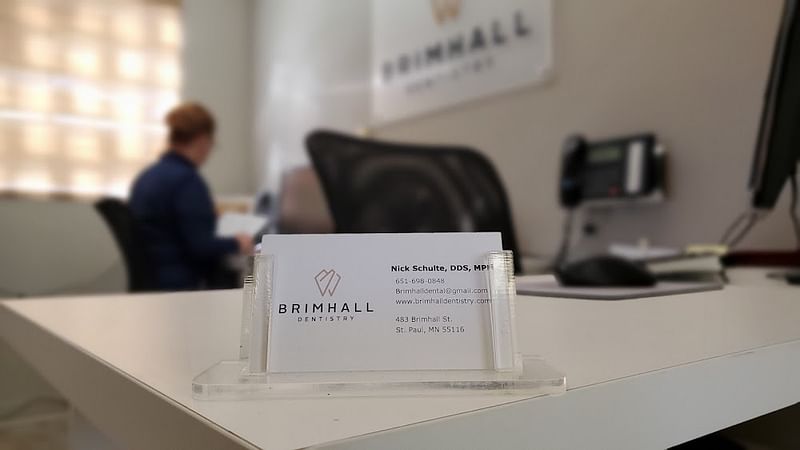 BRIMHALL
DENTISTRY
BRIMHALL
DENTISTRY
Nick Schulte, DDS, MPH
651-698-0848
Brimhalldental@gmail.com
www.brimhalldentistry.com
483 Brimhall St.
St. Paul, MN 55116